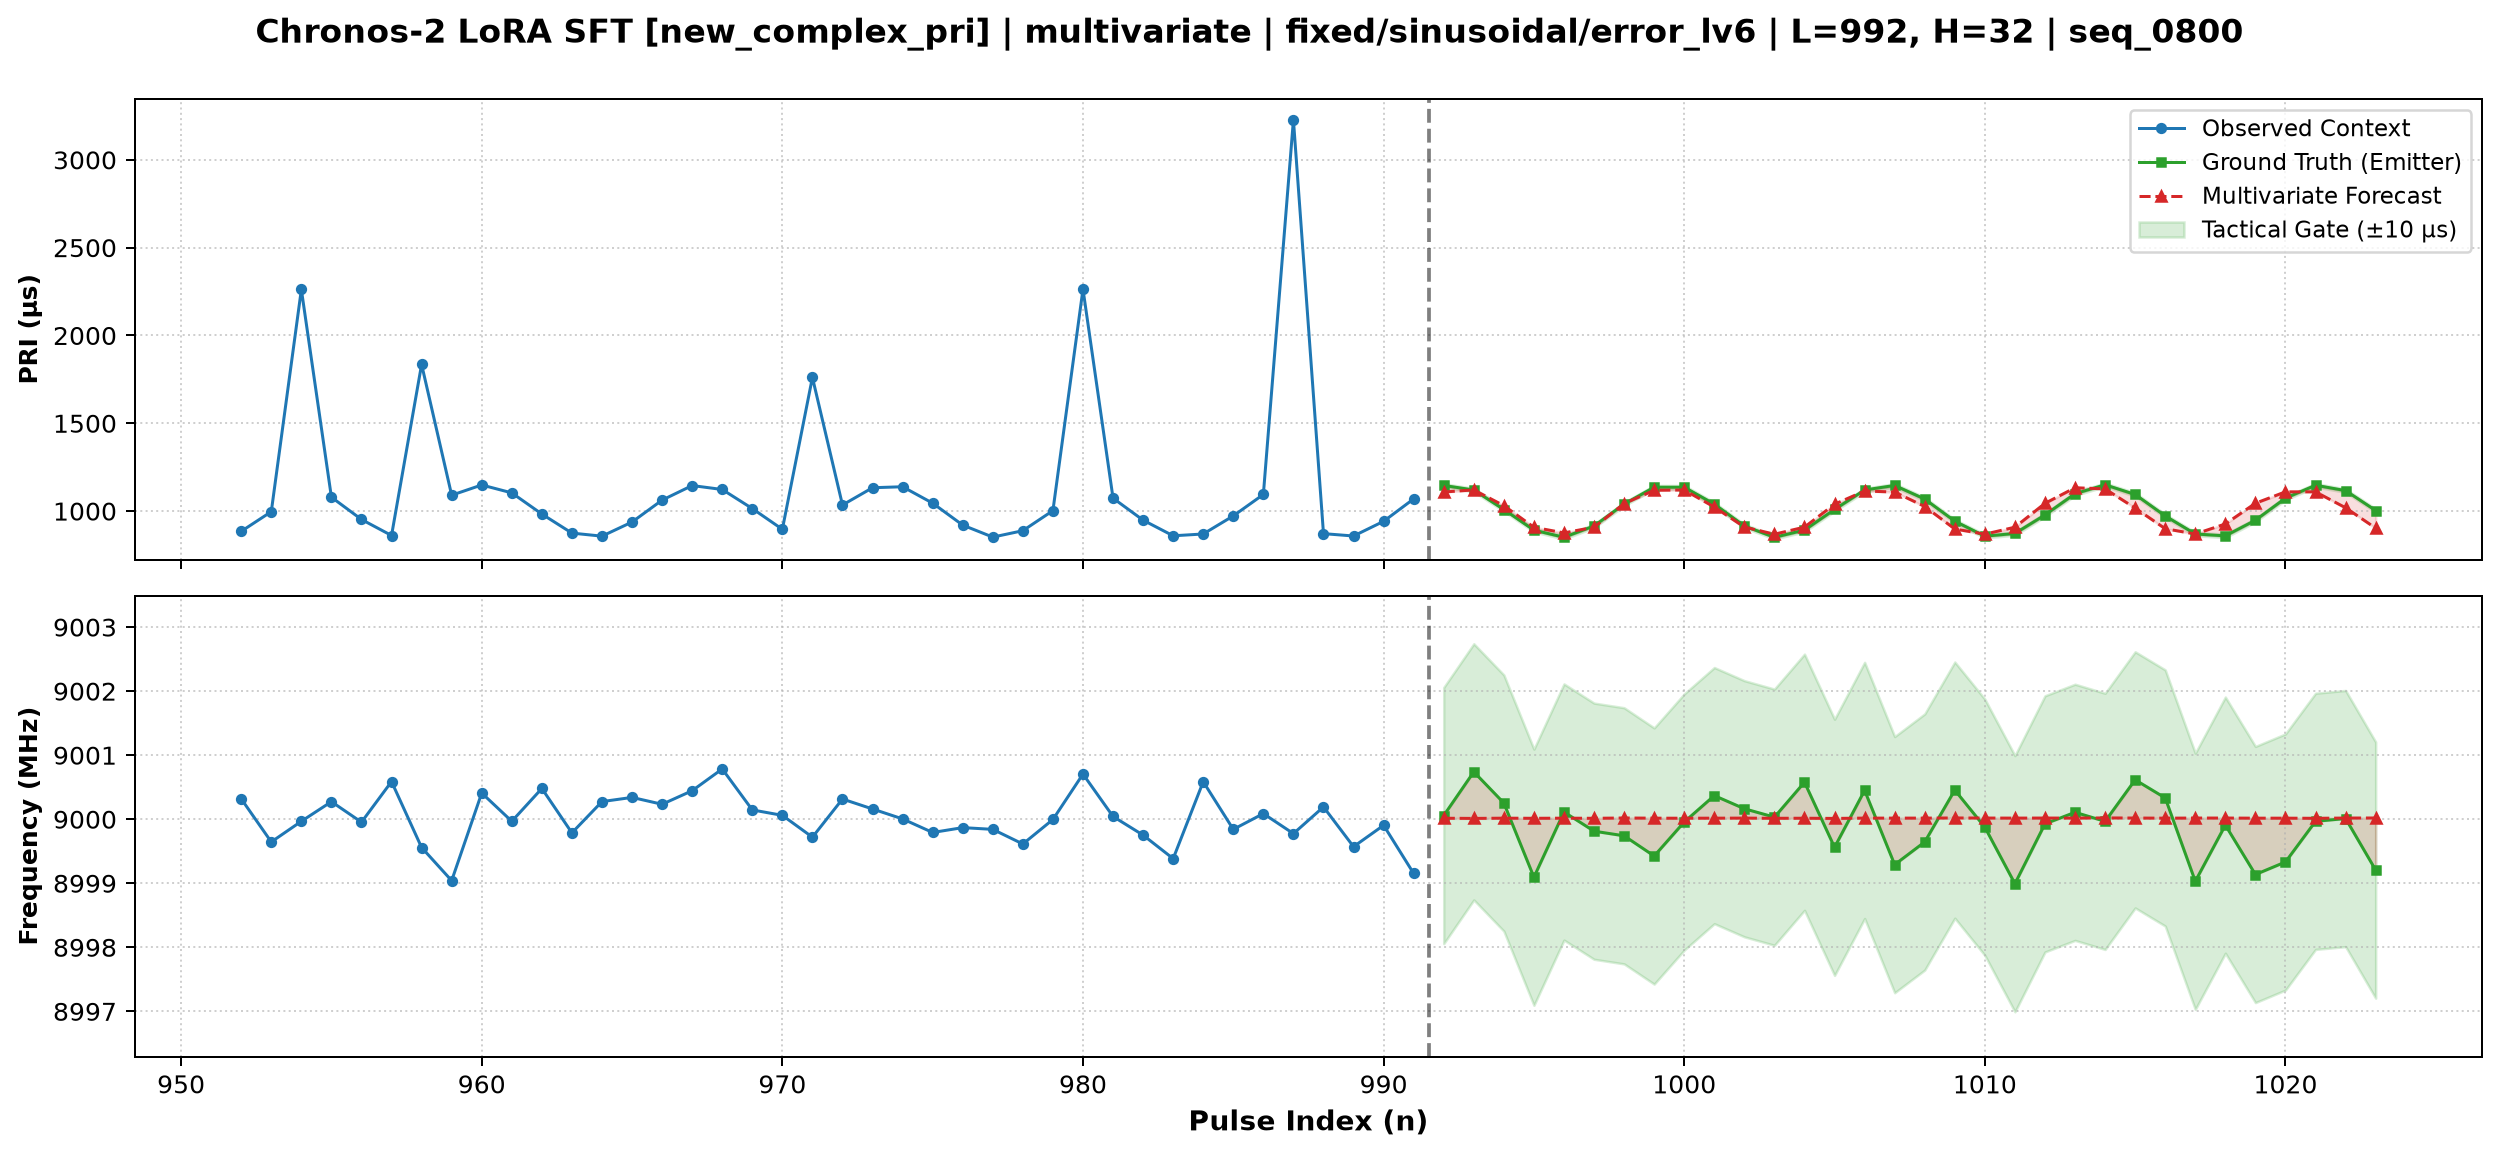 Chronos-2 LoRA SFT [new_complex_pri] | multivariate | fixed/sinusoidal/error_lv6 | L=992, H=32 | seq_0800
PRI (µs)
3000
2500
2000
1500
1000
Observed Context
Ground Truth (Emitter)
Multivariate Forecast
Tactical Gate (±10 µs)
Frequency (MHz)
9003
9002
9001
9000
8999
8998
8997
950 960 970 980 990 1000 1010 1020
Pulse Index (n)